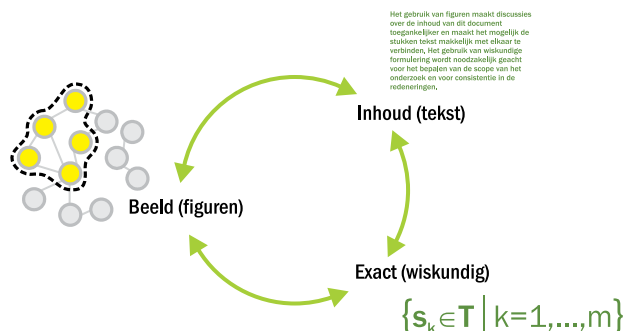 Het gebruik van figuren maakt discussies
over de inhoud van dit document
toegankelijker en maakt het mogelijk de
stukken tekst makkelijk met elkaar te
verbinden. Het gebruik van wiskundige
formulering wordt noodzakelijk geacht
voor het bepalen van de scope van het
onderzoek en voor consistentie in de
redeneringen.
Inhoud (tekst)
Beeld (figuren)
Exact (wiskundig)
{sₖ∈T | k=1,...,m}